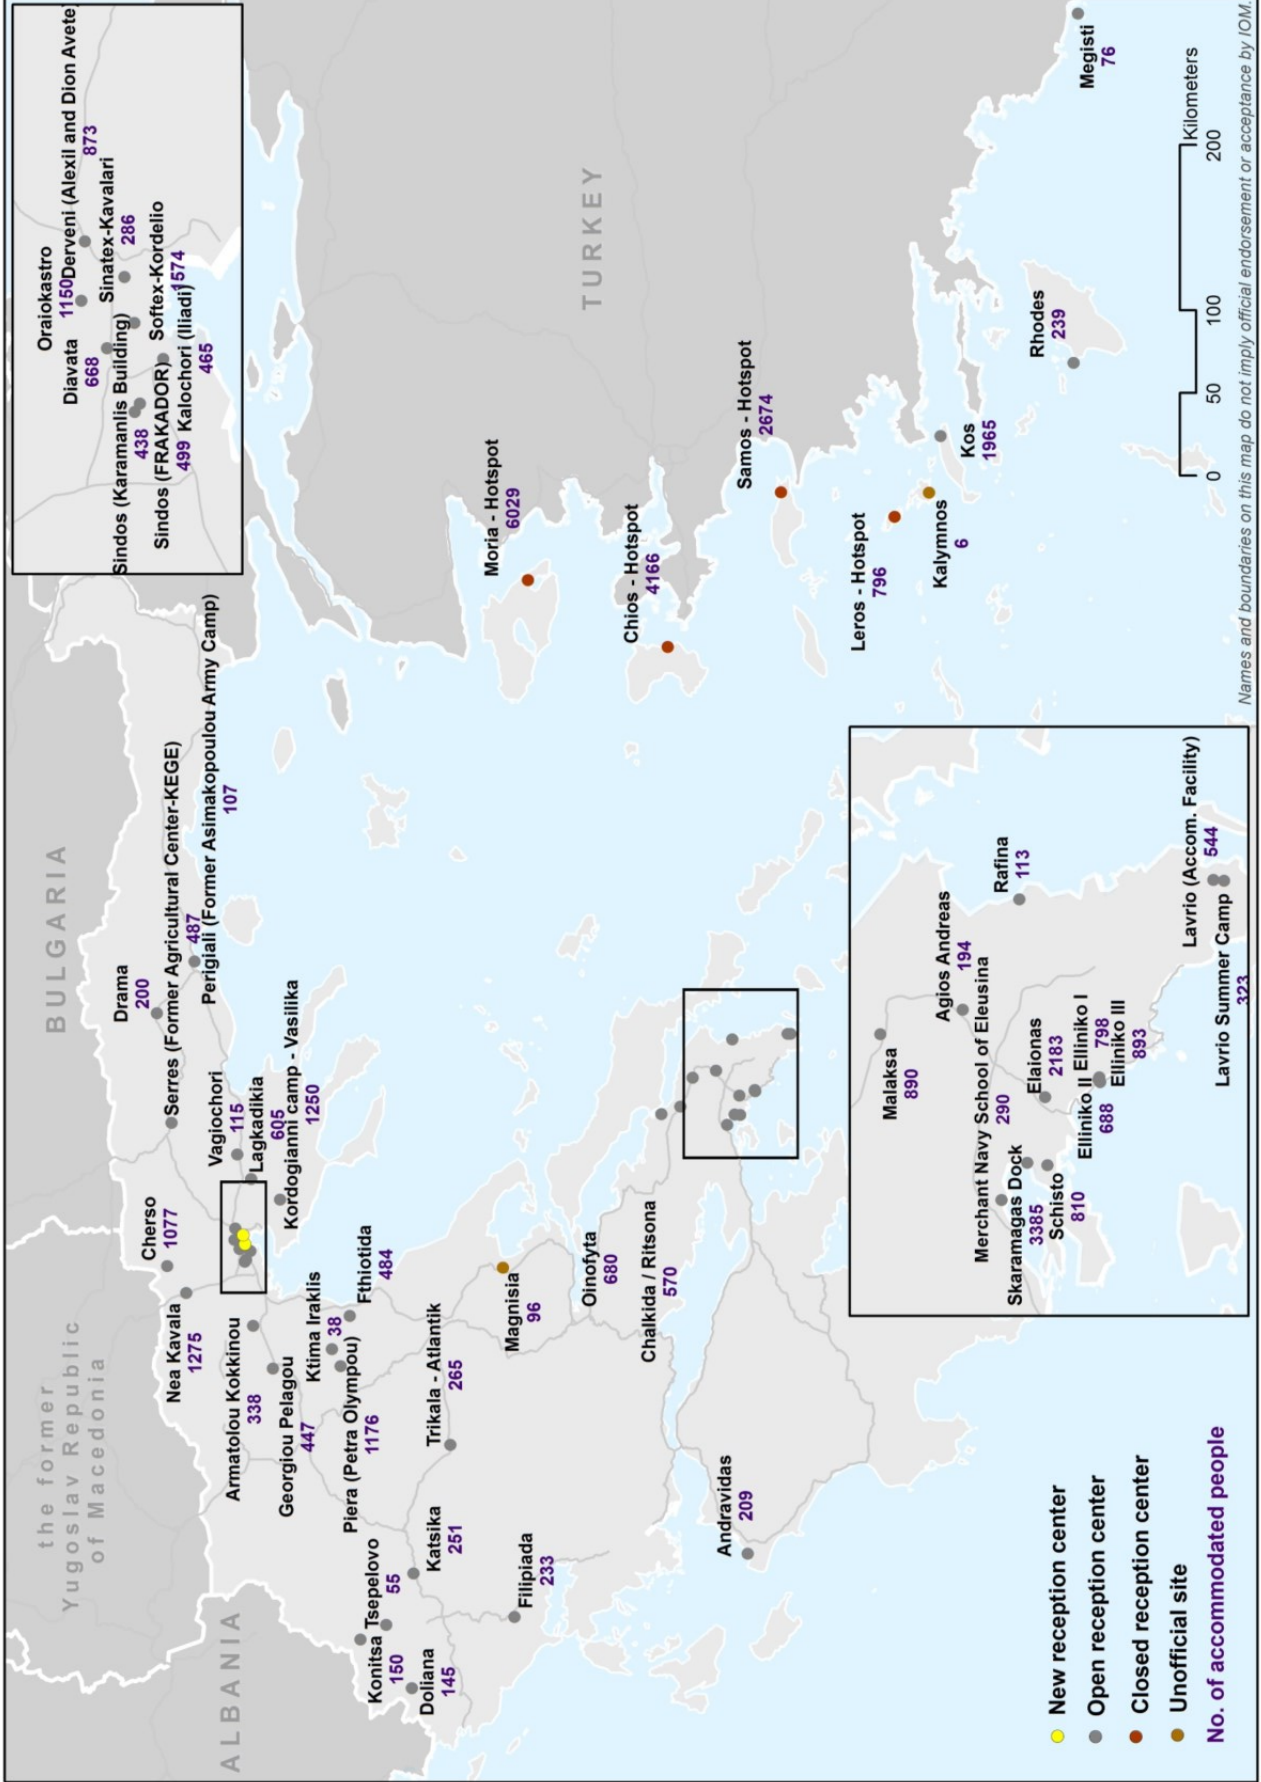 the former
Yugoslav Republic
of Macedonia
BULGARIA
ALBANIA
TURKEY
Oraiokastro
1150
Derveni (Alexil and Dion Avete)
873
Diavata
668
Sinatex-Kavalari
286
Sindos (Karamanlis Building)
438
Softex-Kordelio
1574
Sindos (FRAKADOR)
499
Kalochori (Iliadi)
465
Drama
200
Serres (Former Agricultural Center-KEGE)
487
Perigiali (Former Asimakopoulou Army Camp)
107
Cherso
1077
Nea Kavala
1275
Vagiochori
115
Lagkadikia
605
Kordogianni Camp - Vasilika
1250
Armatolou Kokkinou
338
Georgiou Pelagou
447
Ktima Iraklis
38
Piera (Petra Olympou)
1176
Fthiotida
484
Konitsa
150
Tsepelovo
55
Doliana
145
Katsika
251
Trikala - Atlantik
265
Filipiada
233
Magnisia
96
Oinofyta
680
Chalkida / Ritsona
570
Andravidas
209
Moria - Hotspot
6029
Chios - Hotspot
4166
Samos - Hotspot
2674
Leros - Hotspot
796
Kalymnos
6
Kos
1965
Rhodes
239
Megisti
76
Malaksa
890
Agios Andreas
194
Merchant Navy School of Eleusina
290
Rafina
113
Skaramagas Dock
3385
Elaionas
2183
Schisto
810
Elliniko II
688
Elliniko I
798
Elliniko III
893
Lavrio (Accom. Facility)
544
Lavrio Summer Camp
323
New reception center
Open reception center
Closed reception center
Unofficial site
No. of accommodated people
0 50 100 200
Kilometers
Names and boundaries on this map do not imply official endorsement or acceptance by IOM.